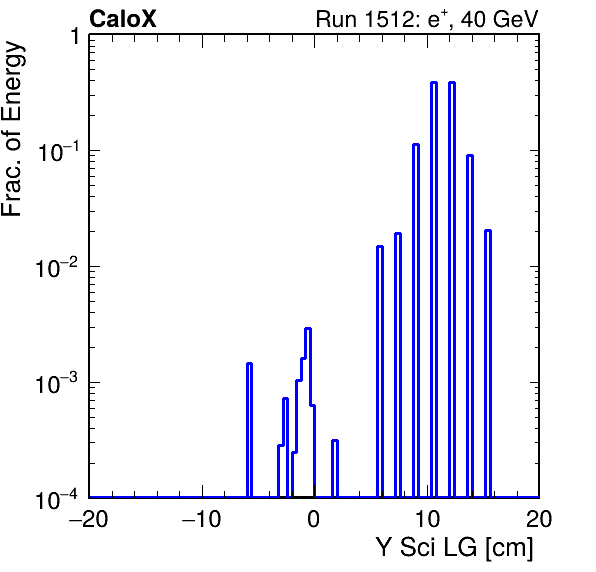 CaloX
Run 1512: e⁺, 40 GeV
Frac. of Energy
1
10⁻¹
10⁻²
10⁻³
10⁻⁴
−20
−10
0
10
20
Y Sci LG [cm]